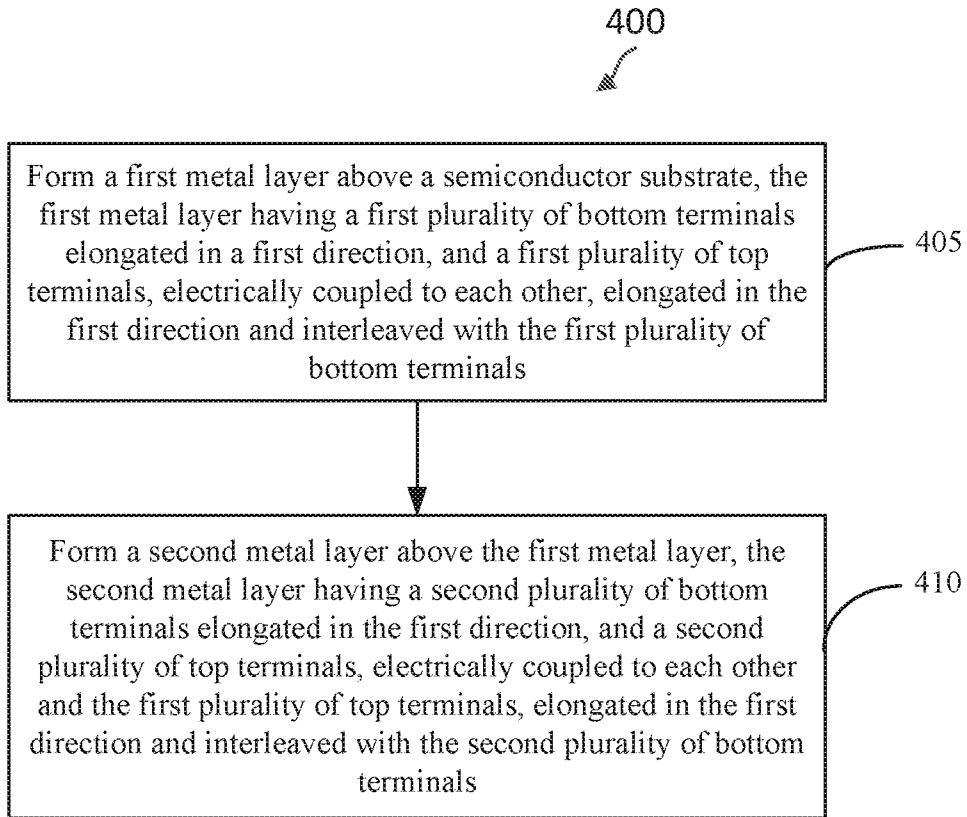 400
Form a first metal layer above a semiconductor substrate, the
first metal layer having a first plurality of bottom terminals
elongated in a first direction, and a first plurality of top
terminals, electrically coupled to each other, elongated in the
first direction and interleaved with the first plurality of
bottom terminals
405
Form a second metal layer above the first metal layer, the
second metal layer having a second plurality of bottom
terminals elongated in the first direction, and a second
plurality of top terminals, electrically coupled to each other
and the first plurality of top terminals, elongated in the first
direction and interleaved with the second plurality of bottom
terminals
410